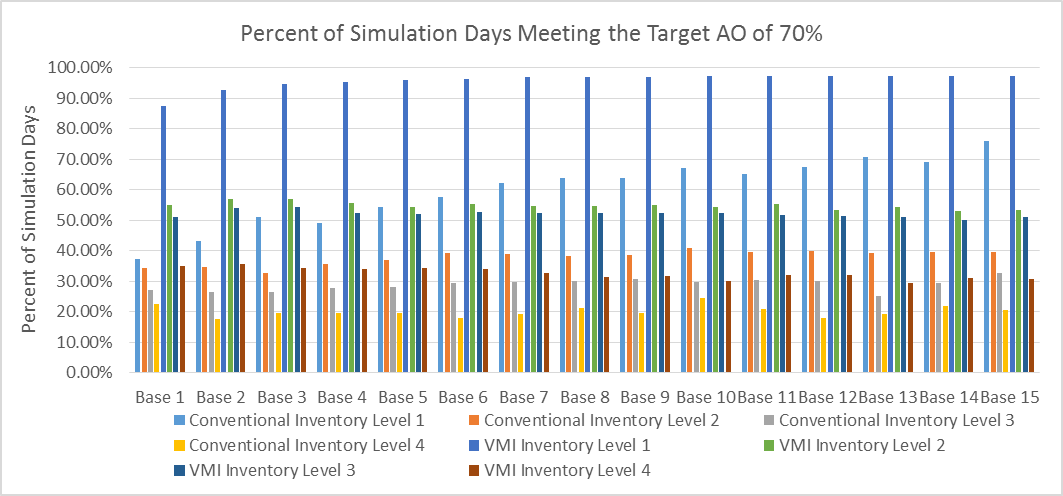 Percent of Simulation Days Meeting the Target AO of 70%
Percent of Simulation Days
100.00%
90.00%
80.00%
70.00%
60.00%
50.00%
40.00%
30.00%
20.00%
10.00%
0.00%
Base 1 Base 2 Base 3 Base 4 Base 5 Base 6 Base 7 Base 8 Base 9 Base 10 Base 11 Base 12 Base 13 Base 14 Base 15
Conventional Inventory Level 1 Conventional Inventory Level 2 Conventional Inventory Level 3
Conventional Inventory Level 4 VMI Inventory Level 1 VMI Inventory Level 2
VMI Inventory Level 3 VMI Inventory Level 4